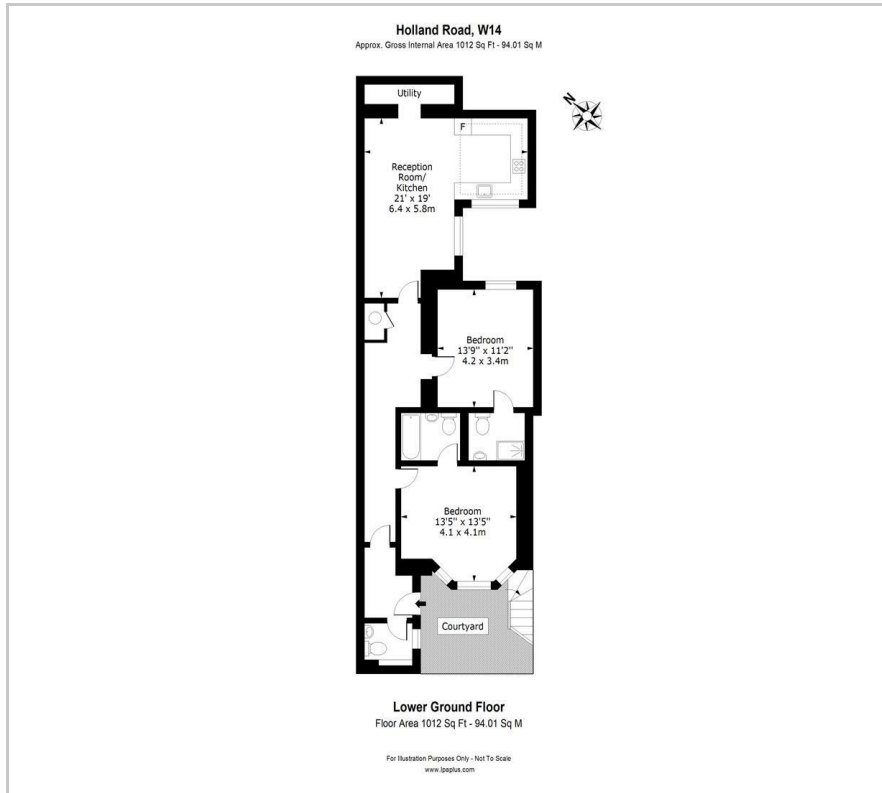 Holland Road, W14
Approx. Gross Internal Area 1012 Sq Ft - 94.01 Sq M
N
Utility
F
Reception
Room/
Kitchen
21' x 19'
6.4 x 5.8m
Bedroom
13'9'' x 11'2''
4.2 x 3.4m
Bedroom
13'5'' x 13'5''
4.1 x 4.1m
Courtyard
Lower Ground Floor
Floor Area 1012 Sq Ft - 94.01 Sq M
For Illustration Purposes Only - Not To Scale
www.lpaplus.com